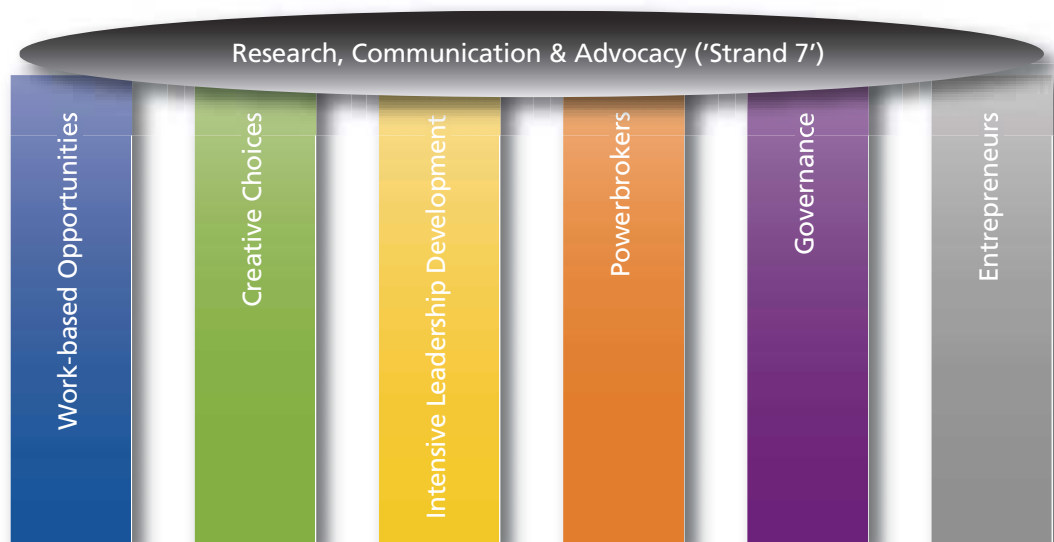 Research, Communication & Advocacy ('Strand 7')
Work-based Opportunities
Creative Choices
Intensive Leadership Development
Powerbrokers
Governance
Entrepreneurs